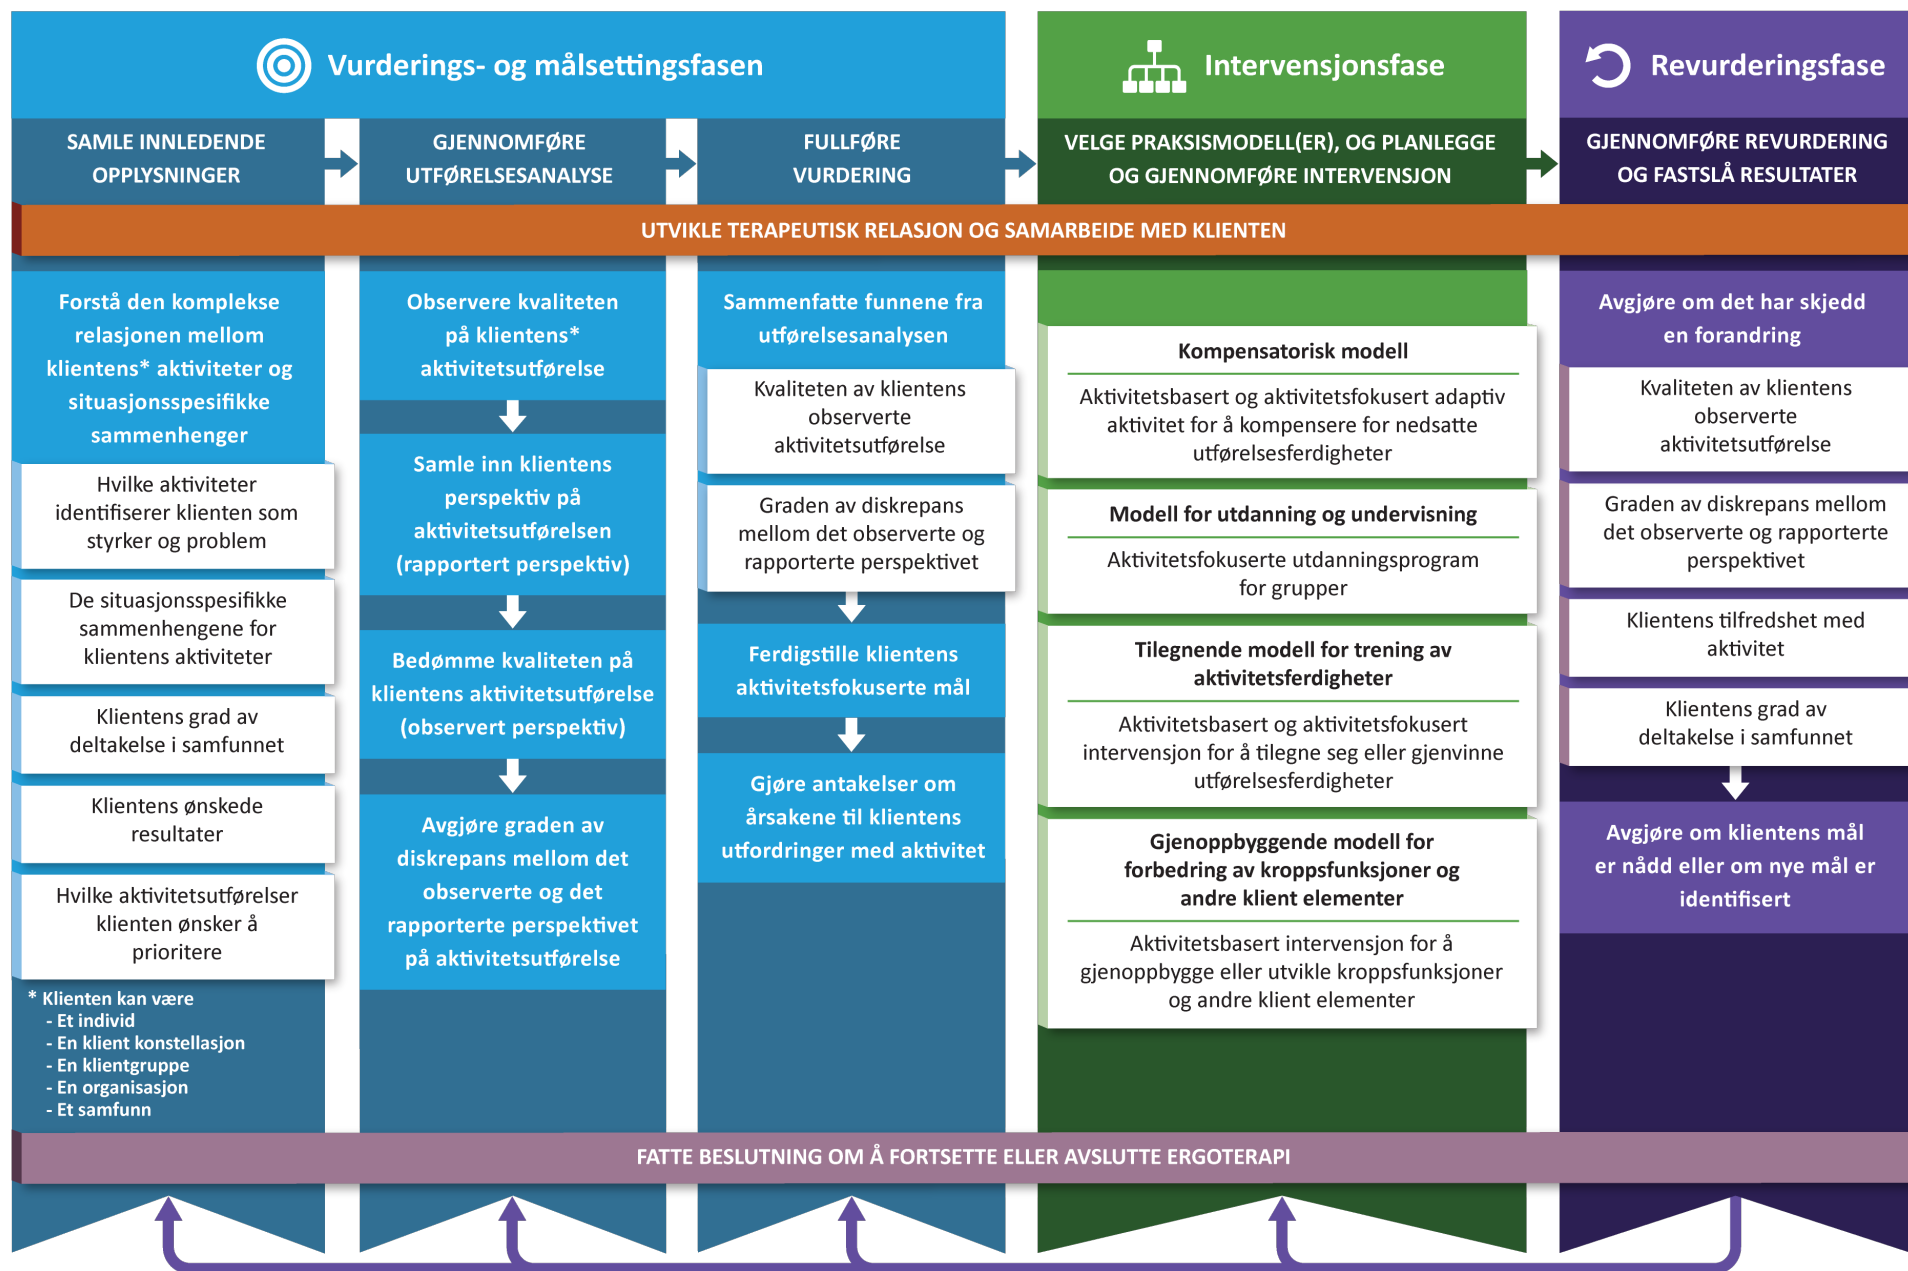 Vurderings- og målsettingsfasen
Intervensjonsfase
Revurderingsfase
SAMLE INNLEDENDE
OPPLYSNINGER
GJENNOMFØRE
UTFØRELSESANALYSE
FULLFØRE
VURDERING
VELGE PRAKSISMODELL(ER), OG PLANLEGGE
OG GJENNOMFØRE INTERVENSJON
GJENNOMFØRE REVURDERING
OG FASTSLÅ RESULTATER
UTVIKLE TERAPEUTISK RELASJON OG SAMARBEIDE MED KLIENTEN
Forstå den komplekse
relasjonen mellom
klientens* aktiviteter og
situasjonsspesifikke
sammenhenger
Hvilke aktiviteter
identifiserer klienten som
styrker og problem
De situasjonsspesifikke
sammenhengene for
klientens aktiviteter
Klientens grad av
deltakelse i samfunnet
Klientens ønskede
resultater
Hvilke aktivitetsutførelser
klienten ønsker å
prioritere
* Klienten kan være
- Et individ
- En klient konstellasjon
- En klientgruppe
- En organisasjon
- Et samfunn
Observere kvaliteten
på klientens*
aktivitetsutførelse
Samle inn klientens
perspektiv på
aktivitetsutførelsen
(rapportert perspektiv)
Bedømme kvaliteten på
klientens aktivitetsutførelse
(observert perspektiv)
Avgjøre graden av
diskrepans mellom det
observerte og det
rapporterte perspektivet
på aktivitetsutførelse
Sammenfatte funnene fra
utførelsesanalysen
Kvaliteten av klientens
observerte
aktivitetsutførelse
Graden av diskrepans
mellom det observerte og
rapporterte perspektivet
Ferdigstille klientens
aktivitetsfokuserte mål
Gjøre antakelser om
årsakene til klientens
utfordringer med aktivitet
Kompensatorisk modell
Aktivitetsbasert og aktivitetsfokusert adaptiv
aktivitet for å kompensere for nedsatte
utførelsesferdigheter
Modell for utdanning og undervisning
Aktivitetsfokuserte utdanningsprogram
for grupper
Tilegnende modell for trening av
aktivitetsferdigheter
Aktivitetsbasert og aktivitetsfokusert
intervensjon for å tilegne seg eller gjenvinne
utførelsesferdigheter
Gjenoppbyggende modell for
forbedring av kroppsfunksjoner og
andre klient elementer
Aktivitetsbasert intervensjon for å
gjenoppbygge eller utvikle kroppsfunksjoner
og andre klient elementer
Avgjøre om det har skjedd
en forandring
Kvaliteten av klientens
observerte
aktivitetsutførelse
Graden av diskrepans mellom
det observerte og rapporterte
perspektivet
Klientens tilfredshet med
aktivitet
Klientens grad av
deltakelse i samfunnet
Avgjøre om klientens mål
er nådd eller om nye mål er
identifisert
FATTE BESLUTNING OM Å FORTSETTE ELLER AVSLUTTE ERGOTERAPI